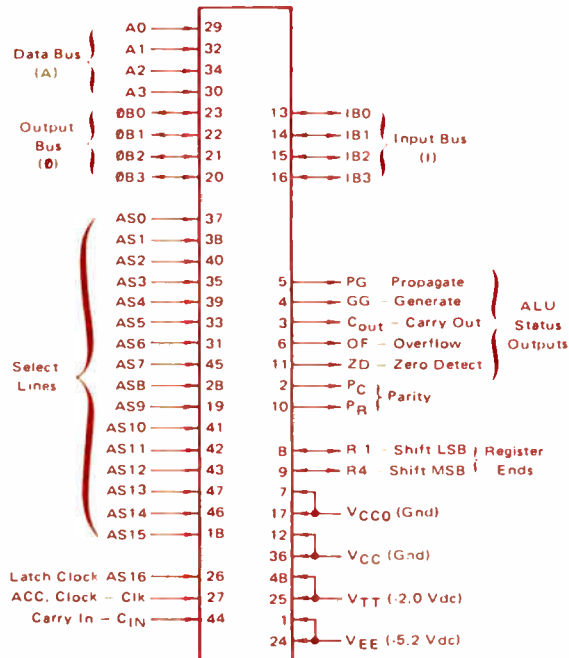 A0 29
A1 32
Data Bus (A)
A2 34
A3 30
ØB0 23 13 IB0
Output Bus (Ø)
ØB1 22 14 IB1
Input Bus (I)
ØB2 21 15 IB2
ØB3 20 16 IB3
AS0 37
AS1 38
AS2 40
AS3 35 5 PG – Propagate
AS4 39 4 GG – Generate
AS5 33 3 Cout – Carry Out
ALU Status Outputs
AS6 31 6 OF – Overflow
AS7 45 11 ZD – Zero Detect
Select Lines
AS8 28 2 PC
Parity
AS9 19 10 PR
AS10 41
AS11 42 8 R1 – Shift LSB
Register Ends
AS12 43 9 R4 – Shift MSB
AS13 47 7
AS14 46 17 VCCO (Gnd)
AS15 18 12
36 VCC (Gnd)
Latch Clock AS16 26 48
ACC. Clock – Clk 27 25 VTT (-2.0 Vdc)
Carry In – CIN 44 1
24 VEE (-5.2 Vdc)